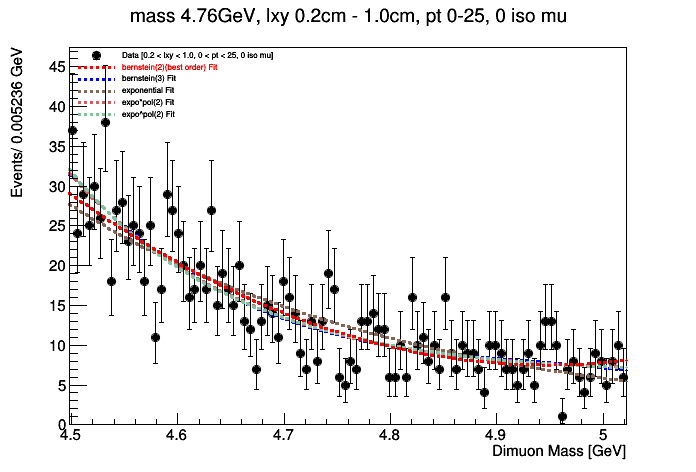 mass 4.76GeV, lxy 0.2cm - 1.0cm, pt 0-25, 0 iso mu
Events/ 0.005236 GeV
Data [0.2 < lxy < 1.0, 0 < pt < 25, 0 iso mu]
bernstein(2)(best order) Fit
bernstein(3) Fit
exponential Fit
expo*pol(2) Fit
expo^pol(2) Fit
45
40
35
30
25
20
15
10
5
0
4.5 4.6 4.7 4.8 4.9 5
Dimuon Mass [GeV]